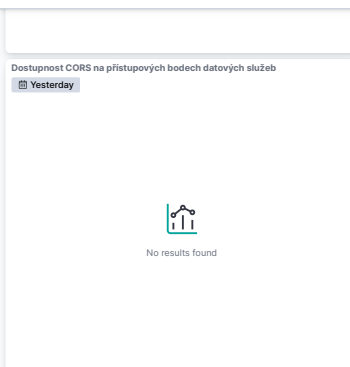 Dostupnost CORS na přístupových bodech datových služeb
Yesterday
No results found